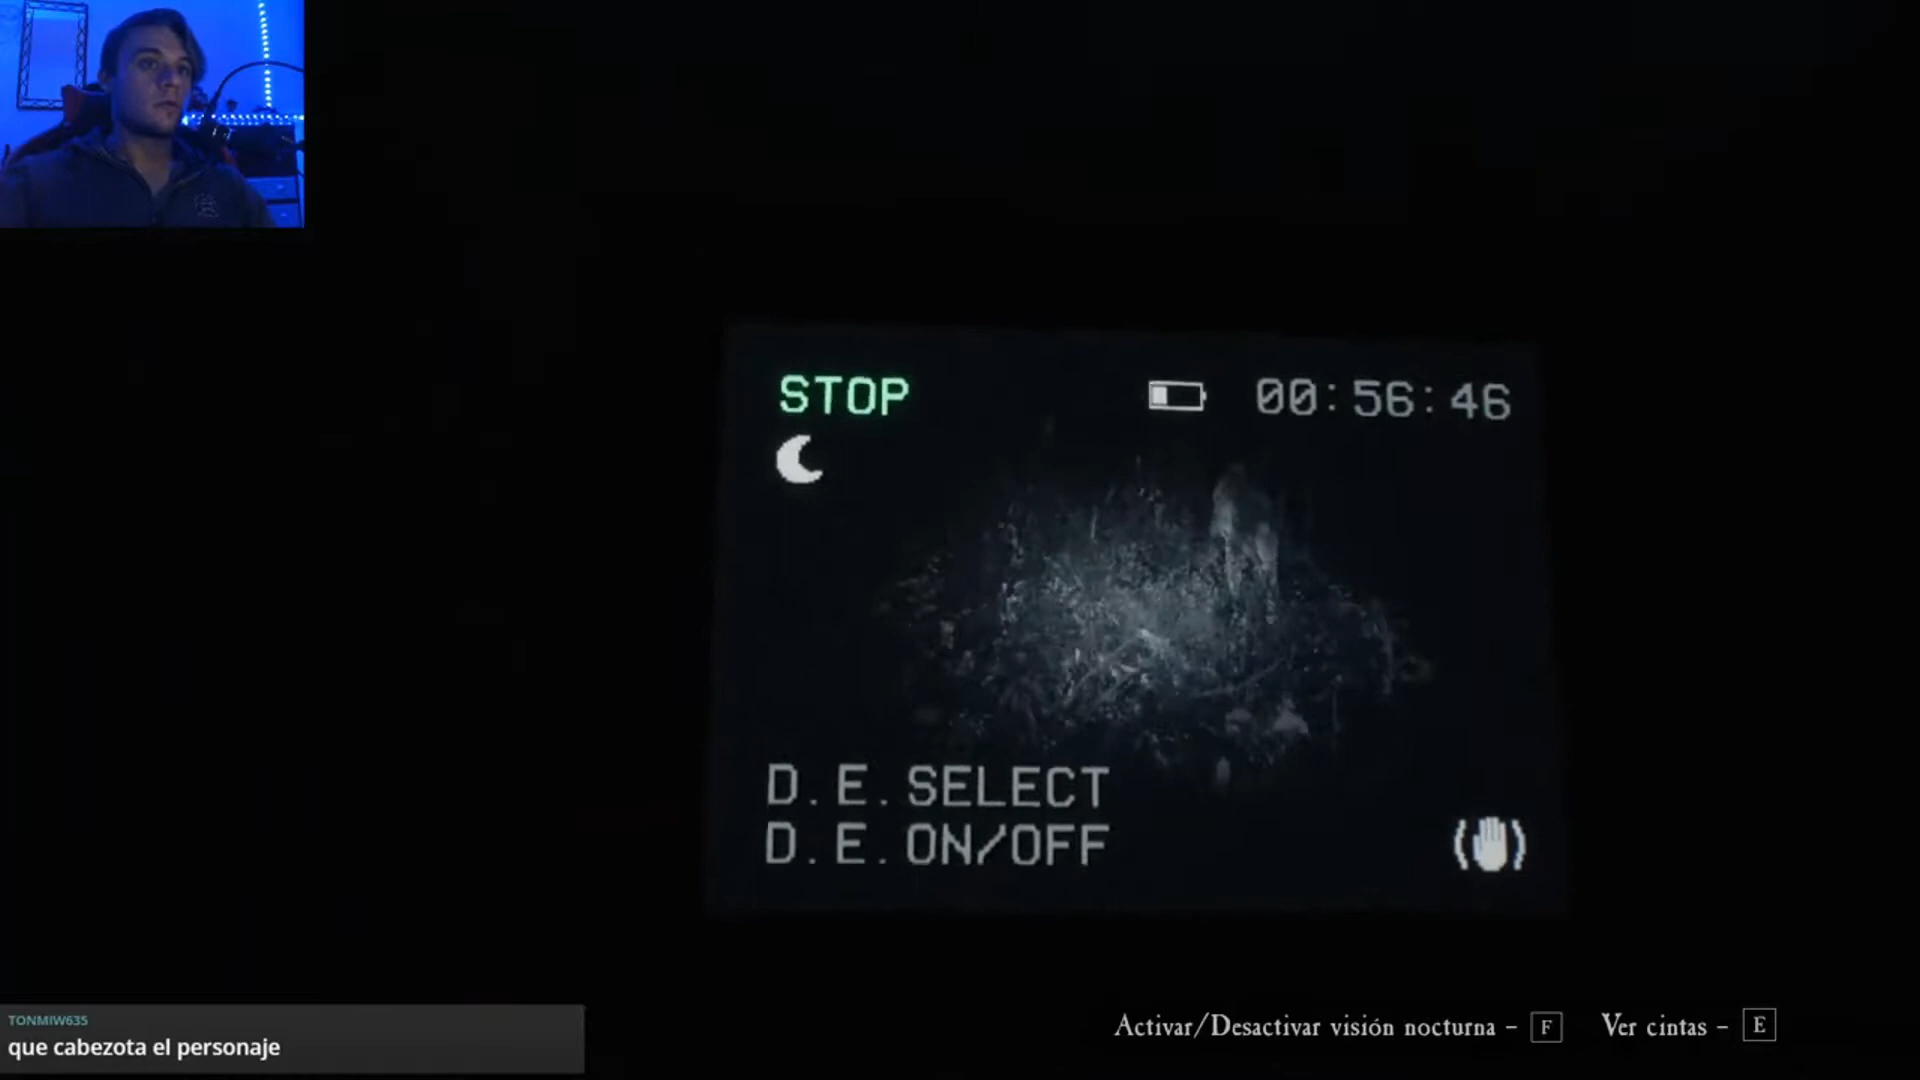 STOP
00:56:46
D.E.SELECT
D.E.ON/OFF
Activar/Desactivar visión nocturna - F
Ver cintas - E
TONMIW635
que cabezota el personaje